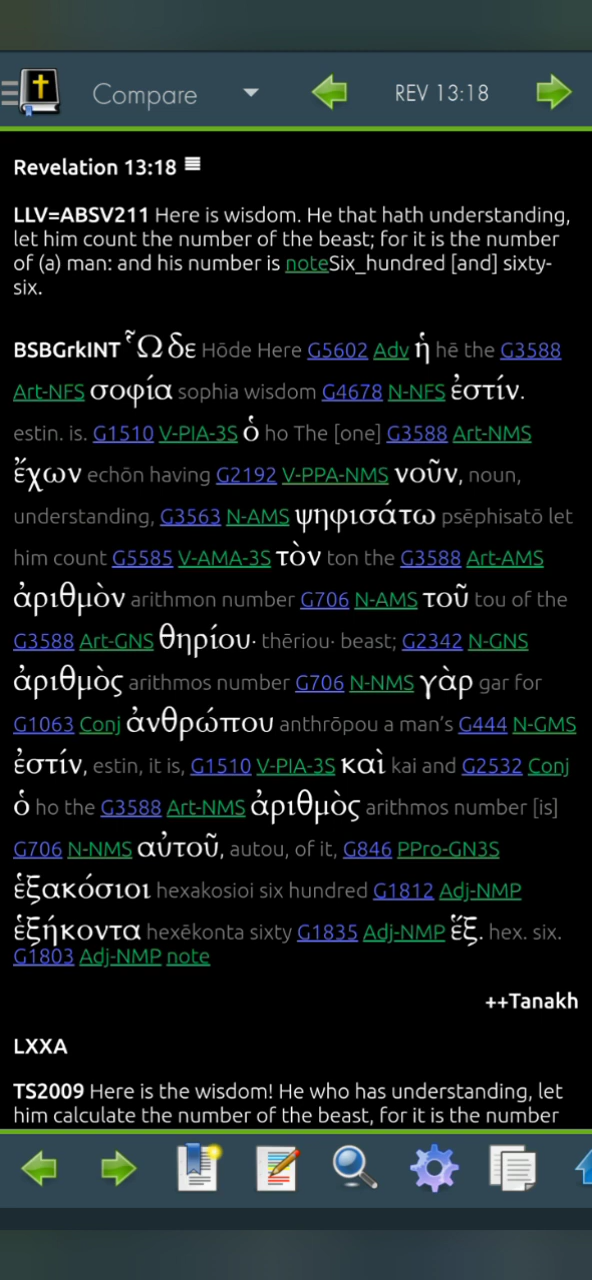 Compare
REV 13:18
Revelation 13:18
LLV=ABSV211 Here is wisdom. He that hath understanding,
let him count the number of the beast; for it is the number
of (a) man: and his number is noteSix_hundred [and] sixty-
six.
BSBGrkINT Ὧδε Hōde Here G5602 Adv ἡ hē the G3588
Art-NFS σοφία sophia wisdom G4678 N-NFS ἐστίν.
estin. is. G1510 V-PIA-3S ὁ ho The [one] G3588 Art-NMS
ἔχων echōn having G2192 V-PPA-NMS νοῦν, noun,
understanding, G3563 N-AMS ψηφισάτω psēphisatō let
him count G5585 V-AMA-3S τὸν ton the G3588 Art-AMS
ἀριθμὸν arithmon number G706 N-AMS τοῦ tou of the
G3588 Art-GNS θηρίου· thēriou· beast; G2342 N-GNS
ἀριθμὸς arithmos number G706 N-NMS γὰρ gar for
G1063 Conj ἀνθρώπου anthrōpou a man’s G444 N-GMS
ἐστίν, estin, it is, G1510 V-PIA-3S καὶ kai and G2532 Conj
ὁ ho the G3588 Art-NMS ἀριθμὸς arithmos number [is]
G706 N-NMS αὐτοῦ, autou, of it, G846 PPro-GN3S
ἑξακόσιοι hexakosioi six hundred G1812 Adj-NMP
ἑξήκοντα hexēkonta sixty G1835 Adj-NMP ἕξ. hex. six.
G1803 Adj-NMP note
++Tanakh
LXXA
TS2009 Here is the wisdom! He who has understanding, let
him calculate the number of the beast, for it is the number